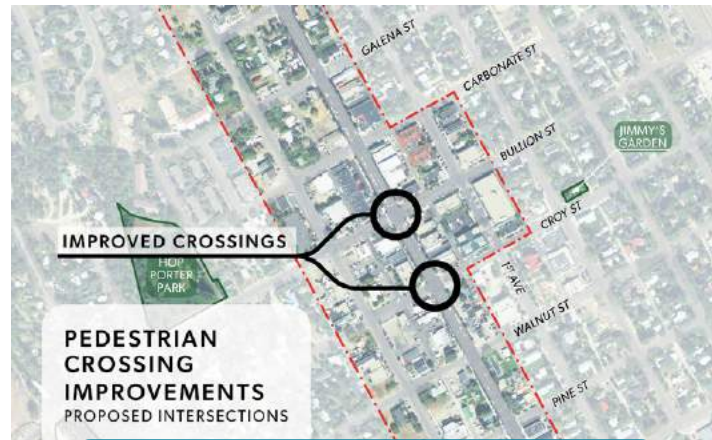 GALENA ST
CARBONATE ST
BULLION ST
JIMMY'S
GARDEN
CROY ST
IMPROVED CROSSINGS
HOP
PORTER
PARK
1ST AVE
WALNUT ST
PINE ST
PEDESTRIAN
CROSSING
IMPROVEMENTS
PROPOSED INTERSECTIONS